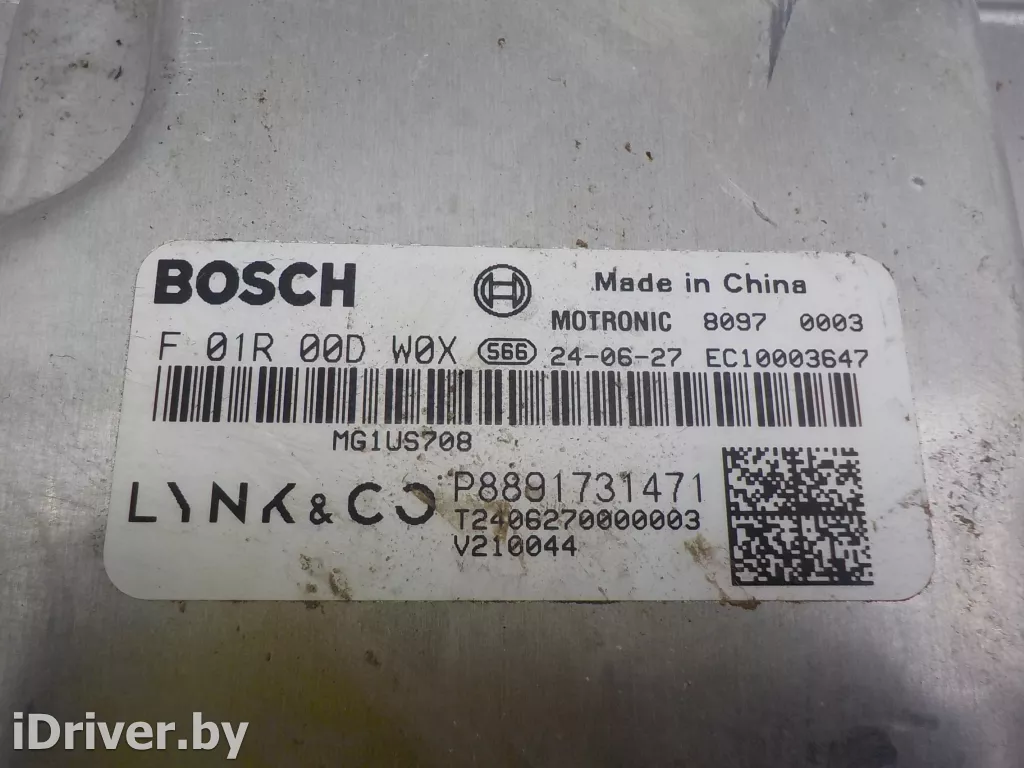 BOSCH
Made in China
MOTRONIC 8097 0003
F 01R 00D W0X 566 24-06-27 EC10003647
MG1US708
LYNK & CO P8891731471
T2406270000003
V210044
iDriver.by